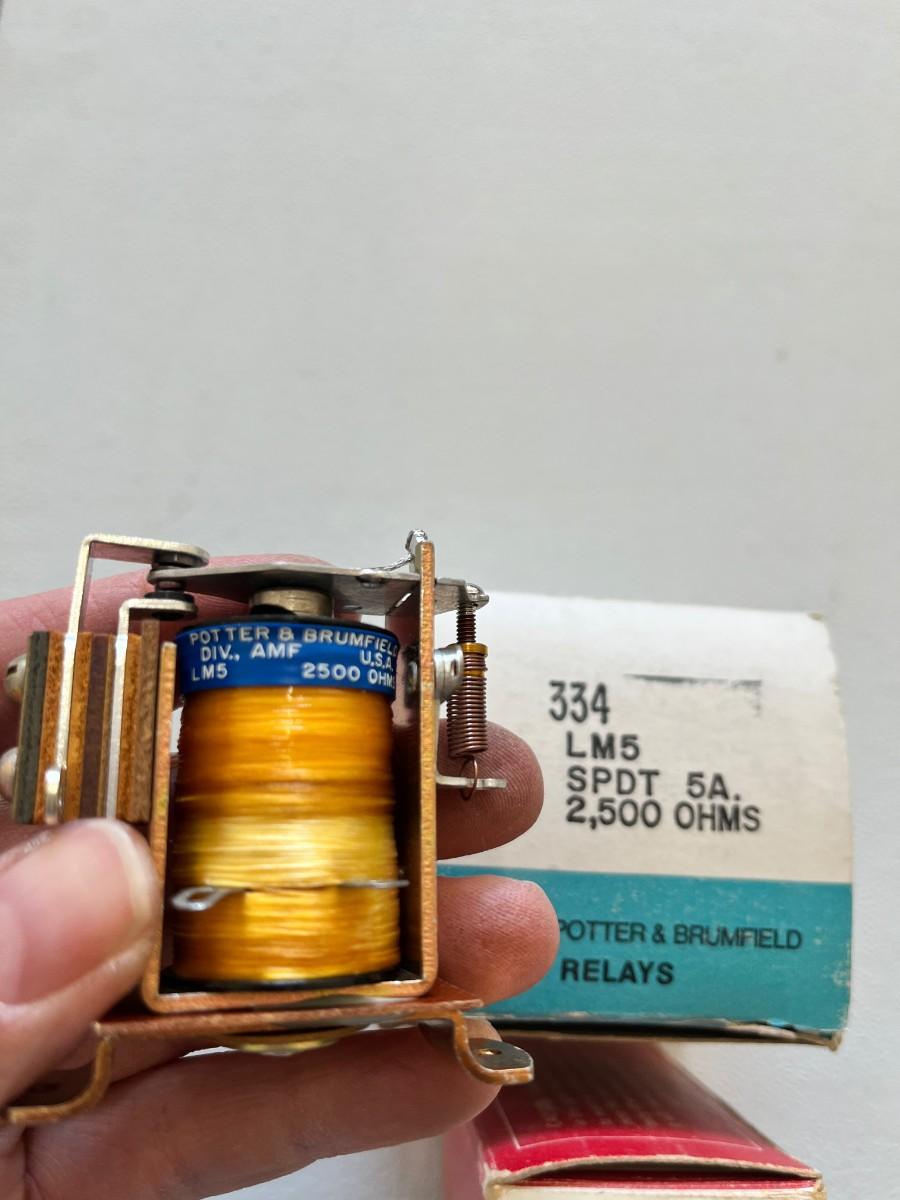 POTTER & BRUMFIELD
DIV., AMF U.S.A.
LM5 2500 OHMS
334
LM5
SPDT 5A.
2,500 OHMS
POTTER & BRUMFIELD
RELAYS